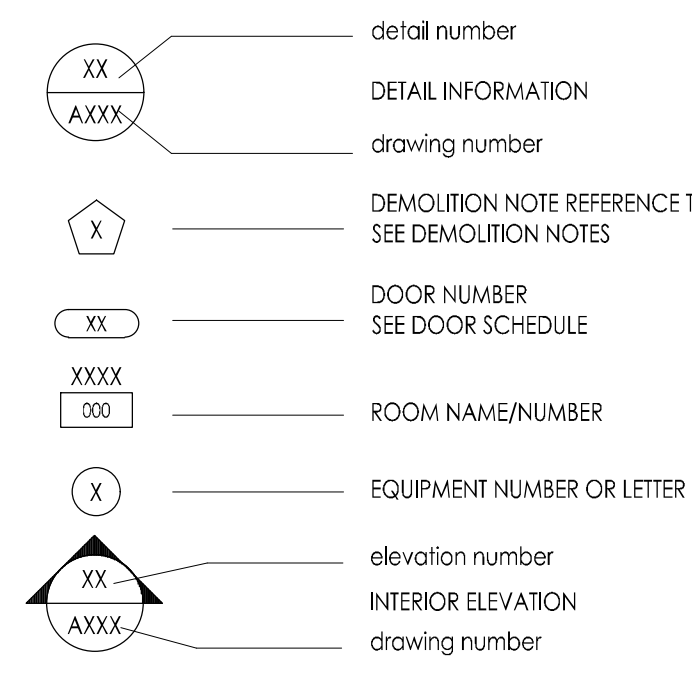 detail number
XX
DETAIL INFORMATION
AXXX
drawing number
DEMOLITION NOTE REFERENCE T
X
SEE DEMOLITION NOTES
DOOR NUMBER
XX
SEE DOOR SCHEDULE
XXXX
000
ROOM NAME/NUMBER
X
EQUIPMENT NUMBER OR LETTER
elevation number
XX
INTERIOR ELEVATION
AXXX
drawing number